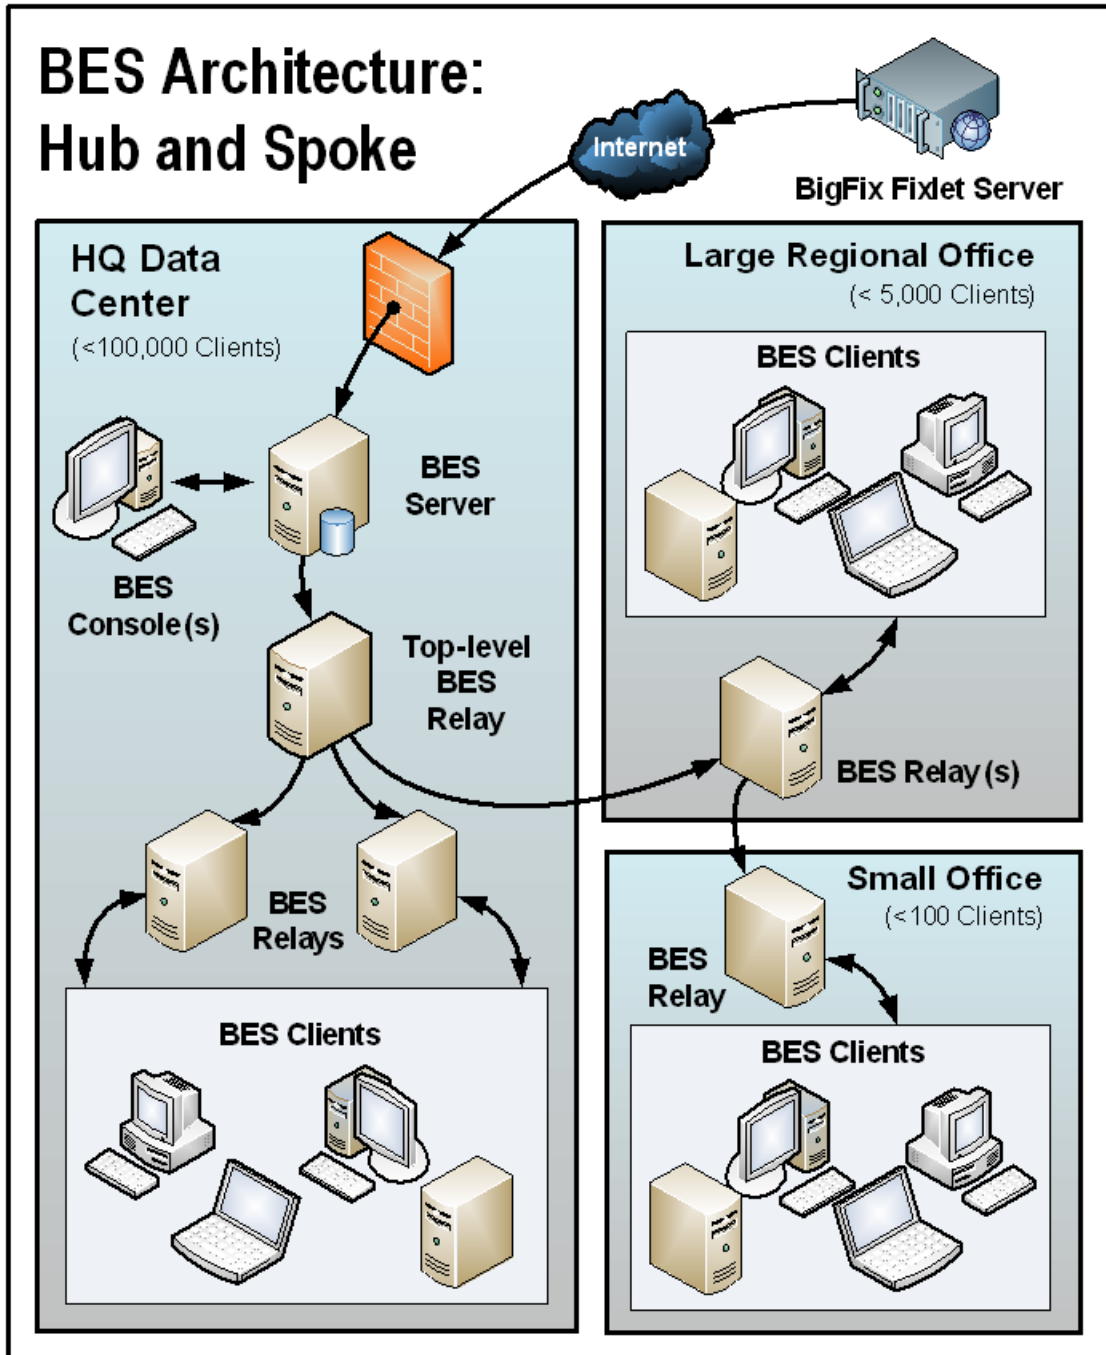 BES Architecture:
Hub and Spoke
Internet
BigFix Fixlet Server
HQ Data
Center
(<100,000 Clients)
BES
Server
BES
Console(s)
Top-level
BES
Relay
BES
Relays
BES Clients
Large Regional Office
(< 5,000 Clients)
BES Clients
BES Relay(s)
Small Office
(<100 Clients)
BES
Relay
BES Clients